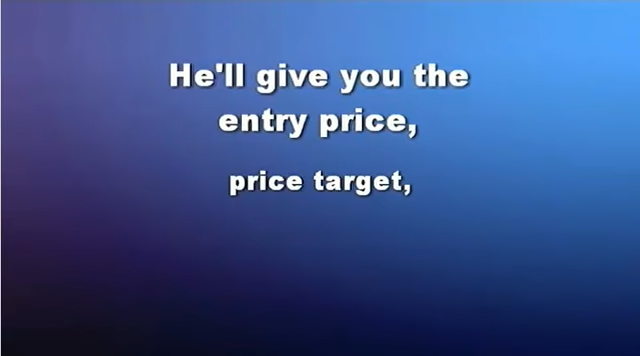 He'll give you the
entry price,
price target,